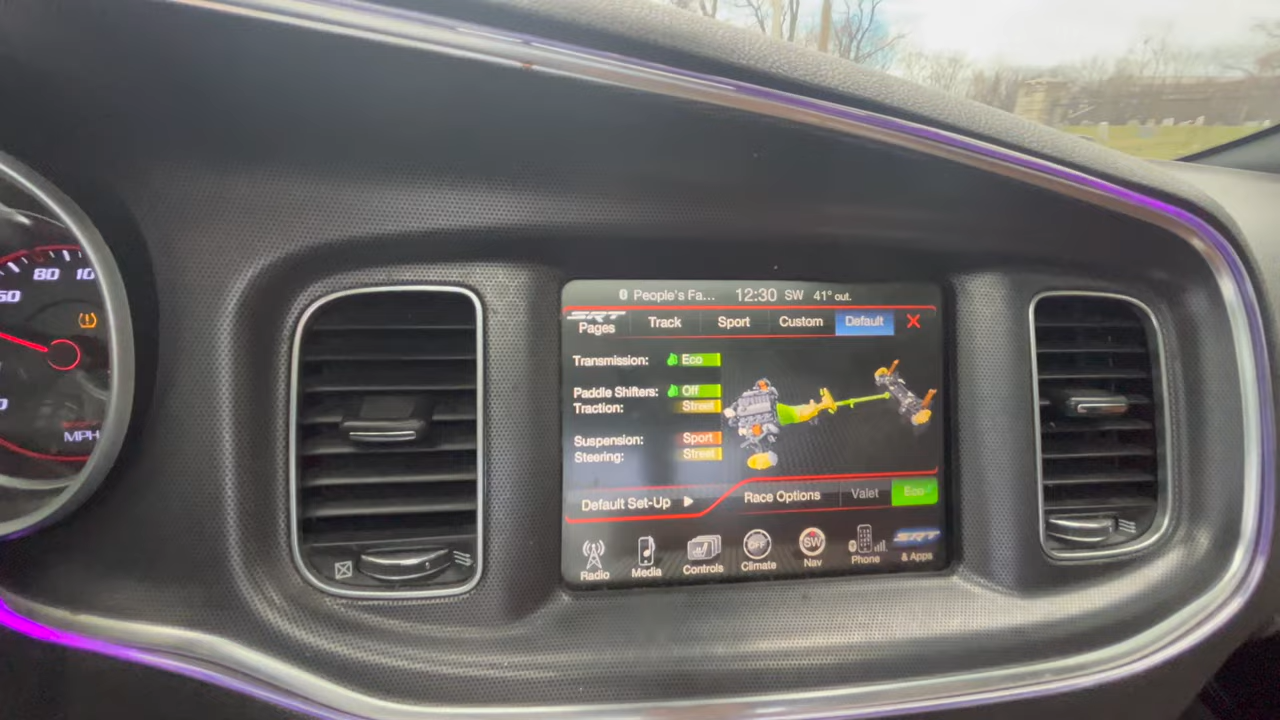 People's Fa... 12:30 SW 41° out.
SRT
Pages Track Sport Custom Default X
Transmission: Eco
Paddle Shifters: Off
Traction: Street
Suspension: Sport
Steering: Street
Default Set-Up Race Options Valet Eco
OFF SW
Radio Media Controls Climate Nav Phone SRT
& Apps
80
MPH